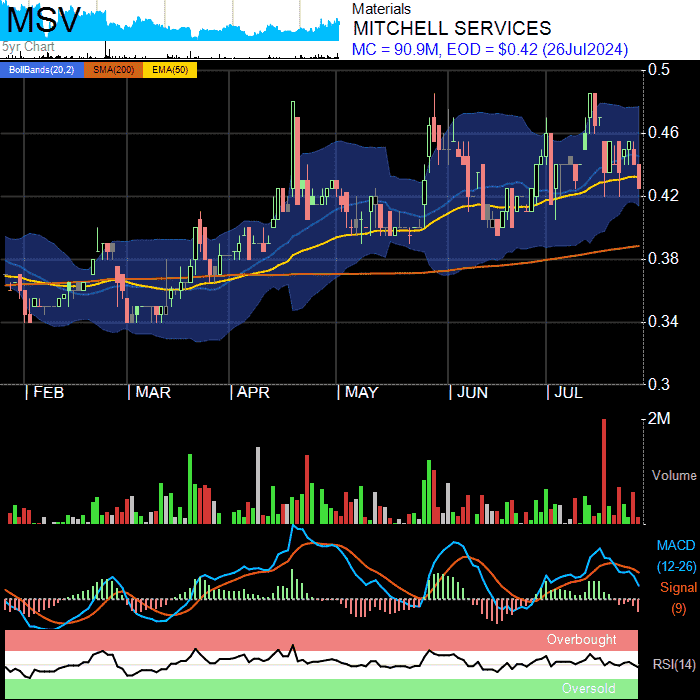 MSV
5yr Chart
Materials
MITCHELL SERVICES
MC = 90.9M, EOD = $0.42 (26Jul2024)
BollBands(20,2) SMA(200) EMA(50)
0.5
0.46
0.42
0.38
0.34
0.3
FEB MAR APR MAY JUN JUL
2M
Volume
MACD
(12-26)
Signal
(9)
Overbought
RSI(14)
Oversold